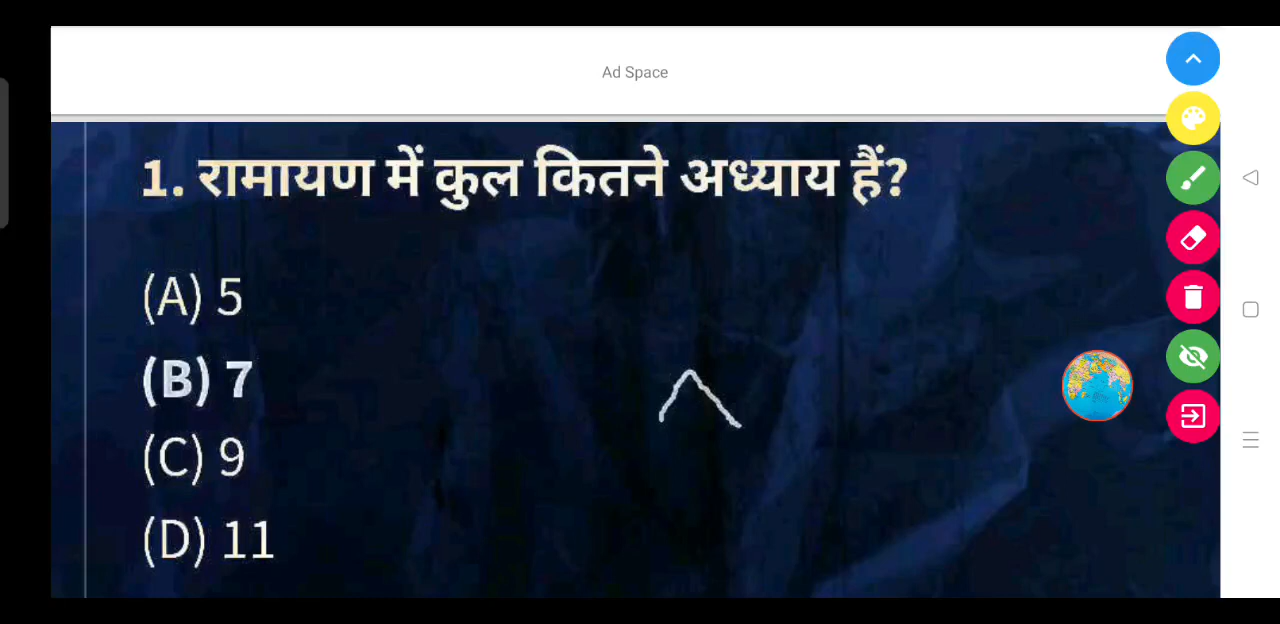 Ad Space
1. रामायण में कुल कितने अध्याय हैं?
(A) 5
(B) 7
(C) 9
(D) 11